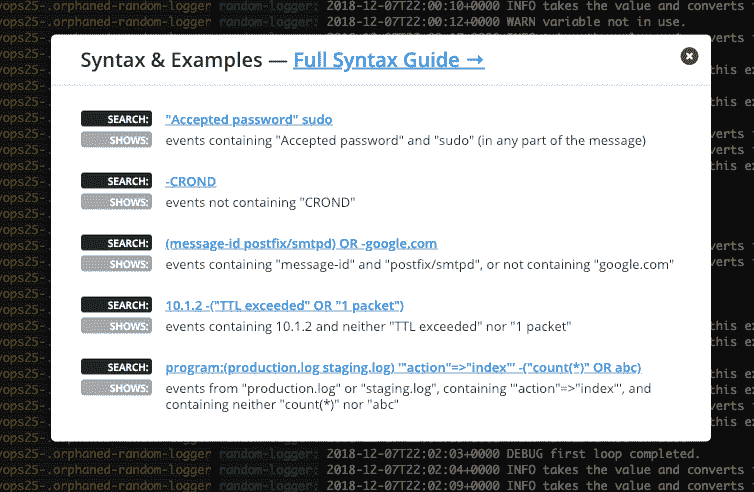 yops25-.orphaned-random-logger random-logger: 2018-12-07T22:00:10+0000 INFO takes the value and converts
yops25-.orphaned-random-logger random-logger: 2018-12-07T22:00:12+0000 WARN variable not in use.
Syntax & Examples — Full Syntax Guide →
SEARCH: "Accepted password" sudo
SHOWS: events containing "Accepted password" and "sudo" (in any part of the message)
SEARCH: -CROND
SHOWS: events not containing "CROND"
SEARCH: (message-id postfix/smtpd) OR -google.com
SHOWS: events containing "message-id" and "postfix/smtpd", or not containing "google.com"
SEARCH: 10.1.2 -("TTL exceeded" OR "1 packet")
SHOWS: events containing 10.1.2 and neither "TTL exceeded" nor "1 packet"
SEARCH: program:(production.log staging.log) '"action"=>"index"' -("count(*)" OR abc)
SHOWS: events from "production.log" or "staging.log", containing '"action"=>"index"', and
containing neither "count(*)" nor "abc"
yops25-.orphaned-random-logger random-logger: 2018-12-07T22:02:03+0000 DEBUG first loop completed.
yops25-.orphaned-random-logger random-logger: 2018-12-07T22:02:04+0000 INFO takes the value and converts
yops25-.orphaned-random-logger random-logger: 2018-12-07T22:02:09+0000 INFO takes the value and converts